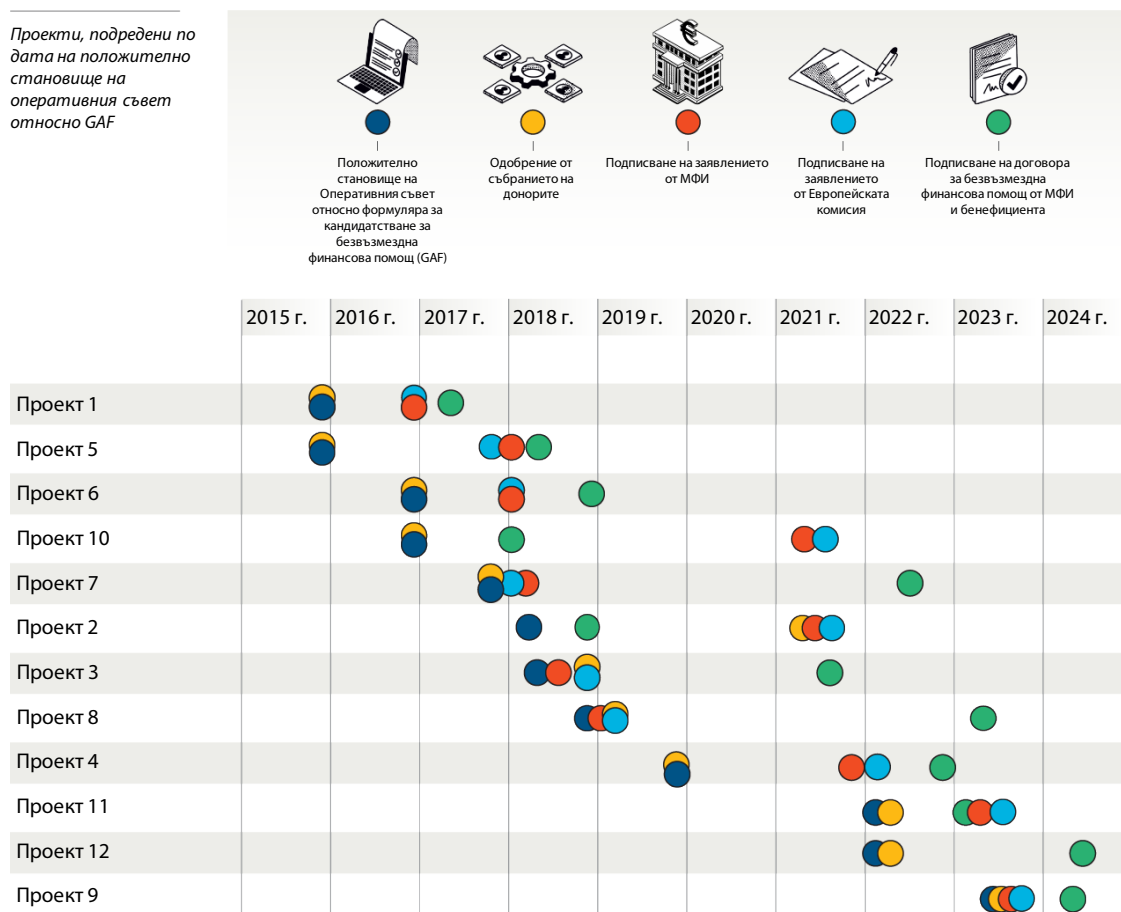 Проекти, подредени по
дата на положително
становище на
оперативния съвет
относно GAF
€
Положително
становище на
Оперативния съвет
относно формуляра за
кандидатстване за
безвъзмездна
финансова помощ (GAF)
Одобрение от
събранието на
донорите
Подписване на заявлението
от МФИ
Подписване на
заявлението
от Европейската
комисия
Подписване на договора
за безвъзмездна
финансова помощ от МФИ
и бенефициента
2015 г. 2016 г. 2017 г. 2018 г. 2019 г. 2020 г. 2021 г. 2022 г. 2023 г. 2024 г.
Проект 1
Проект 5
Проект 6
Проект 10
Проект 7
Проект 2
Проект 3
Проект 8
Проект 4
Проект 11
Проект 12
Проект 9